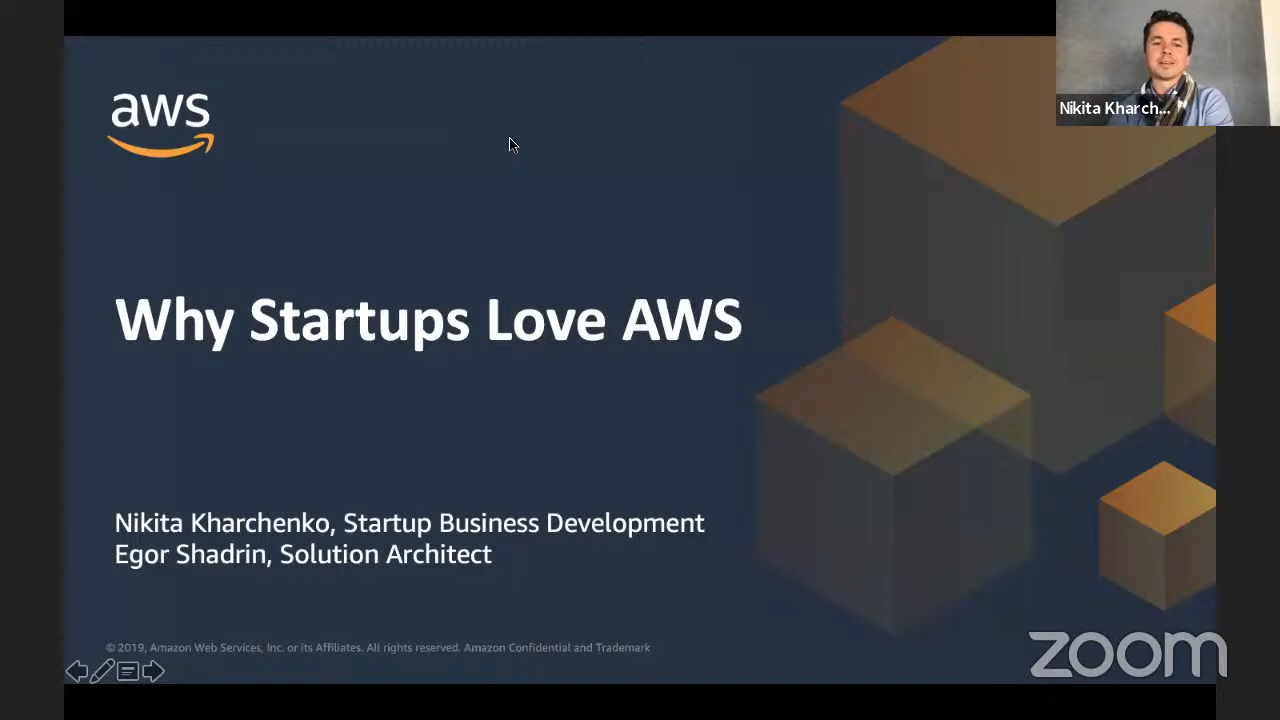 aws
Nikita Kharch...
Why Startups Love AWS
Nikita Kharchenko, Startup Business Development
Egor Shadrin, Solution Architect
© 2019, Amazon Web Services, Inc. or its Affiliates. All rights reserved. Amazon Confidential and Trademark
zoom